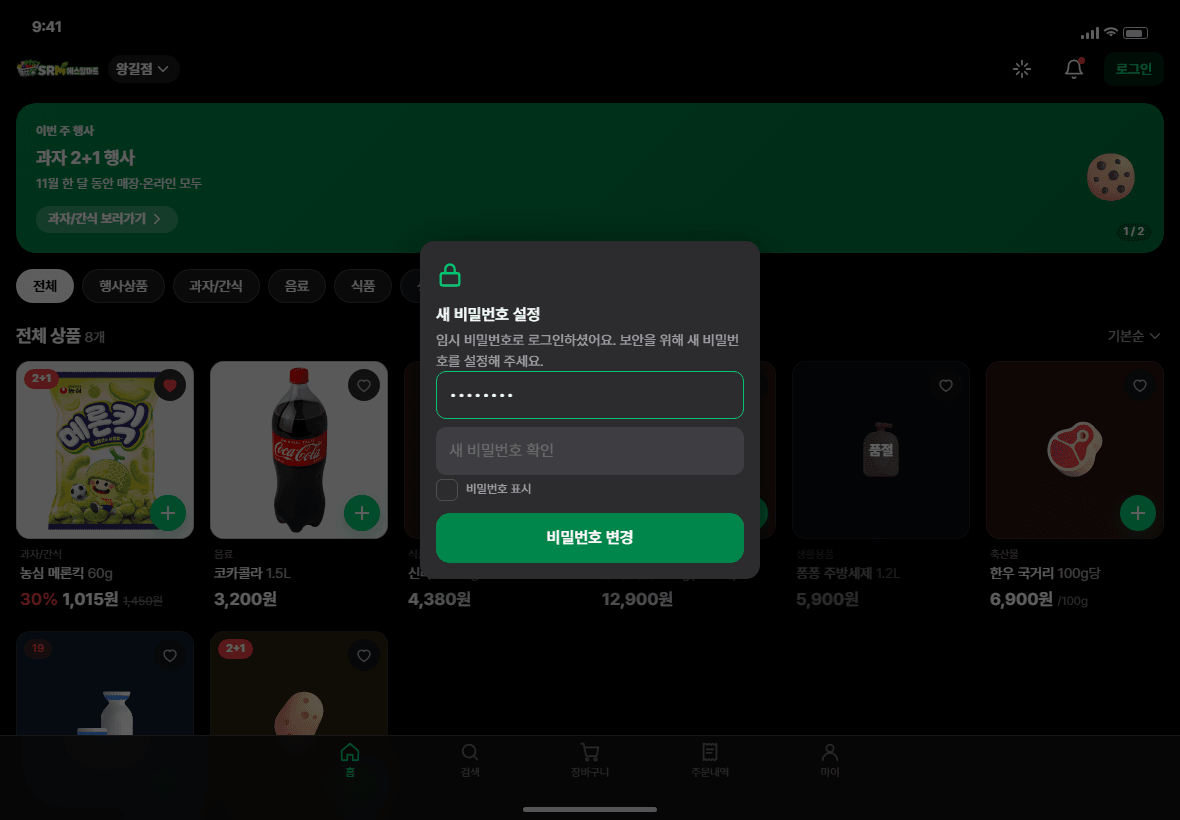 9:41
SRM 에스알마트
왕길점
로그인
이번 주 행사
과자 2+1 행사
11월 한 달 동안 매장·온라인 모두
과자/간식 보러가기
1 / 2
전체
행사상품
과자/간식
음료
식품
전체 상품 8개
기본순
새 비밀번호 설정
임시 비밀번호로 로그인하셨어요. 보안을 위해 새 비밀번
호를 설정해 주세요.
••••••••
새 비밀번호 확인
비밀번호 표시
비밀번호 변경
2+1
농심
메론킥
Coca-Cola
품절
과자/간식
농심 메론킥 60g
30% 1,015원 1,450원
음료
코카콜라 1.5L
3,200원
4,380원
12,900원
생활용품
퐁퐁 주방세제 1.2L
5,900원
축산물
한우 국거리 100g당
6,900원 /100g
19
2+1
홈
검색
장바구니
주문내역
마이